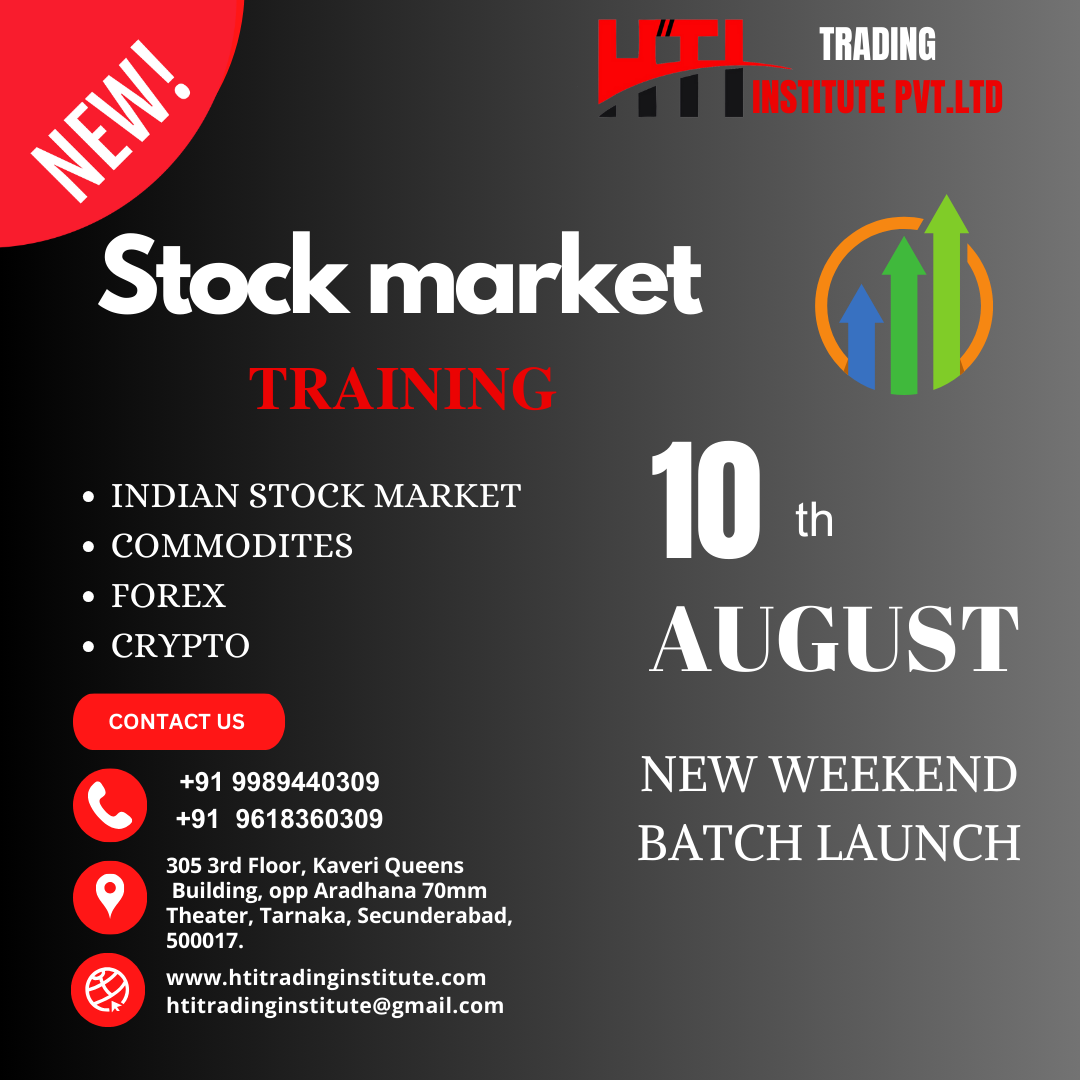 NEW!
HTI
TRADING
INSTITUTE PVT.LTD
Stock market
TRAINING
INDIAN STOCK MARKET
COMMODITES
FOREX
CRYPTO
10 th
AUGUST
NEW WEEKEND
BATCH LAUNCH
CONTACT US
+91 9989440309
+91 9618360309
305 3rd Floor, Kaveri Queens
Building, opp Aradhana 70mm
Theater, Tarnaka, Secunderabad,
500017.
www.htitradinginstitute.com
htitradinginstitute@gmail.com